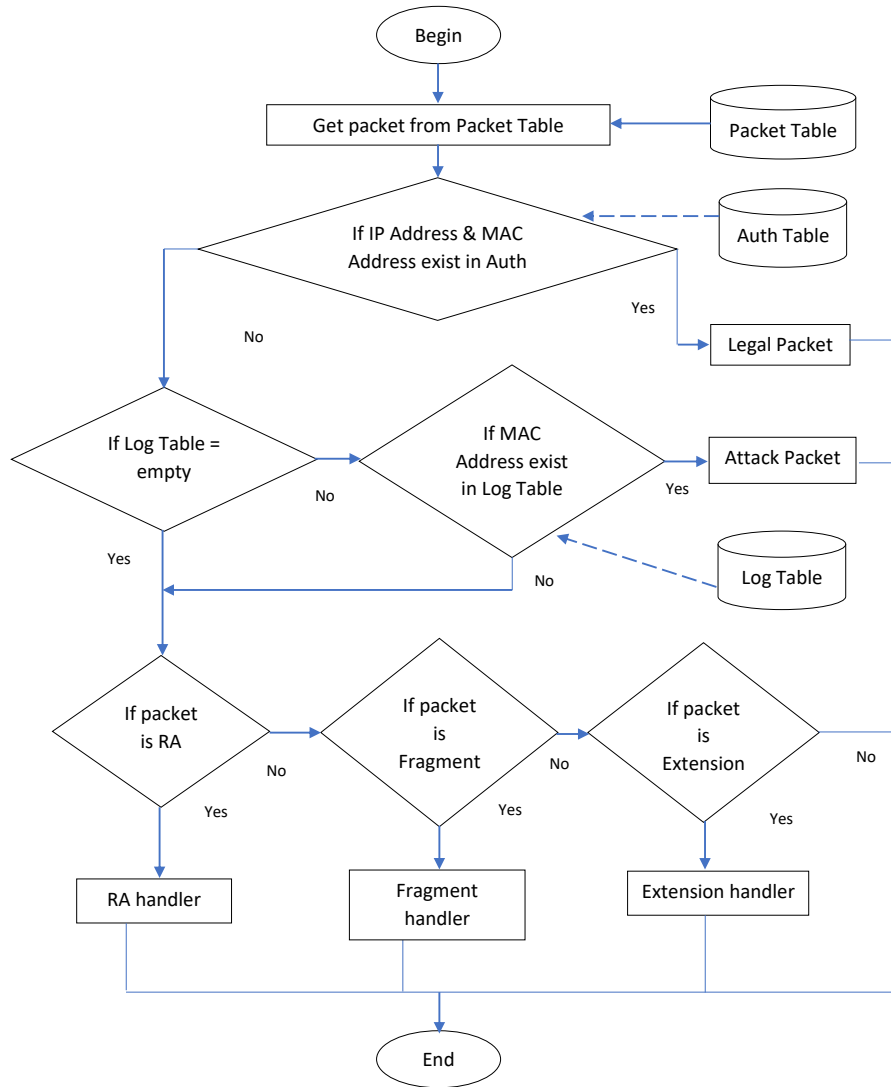 Begin
Get packet from Packet Table
Packet Table
If IP Address & MAC
Address exist in Auth
Auth Table
Yes
No
Legal Packet
If Log Table =
empty
No
If MAC
Address exist
in Log Table
Yes
Attack Packet
Yes
No
Log Table
If packet
is RA
No
Yes
If packet
is
Fragment
No
Yes
If packet
is
Extension
No
Yes
RA handler
Fragment
handler
Extension handler
End